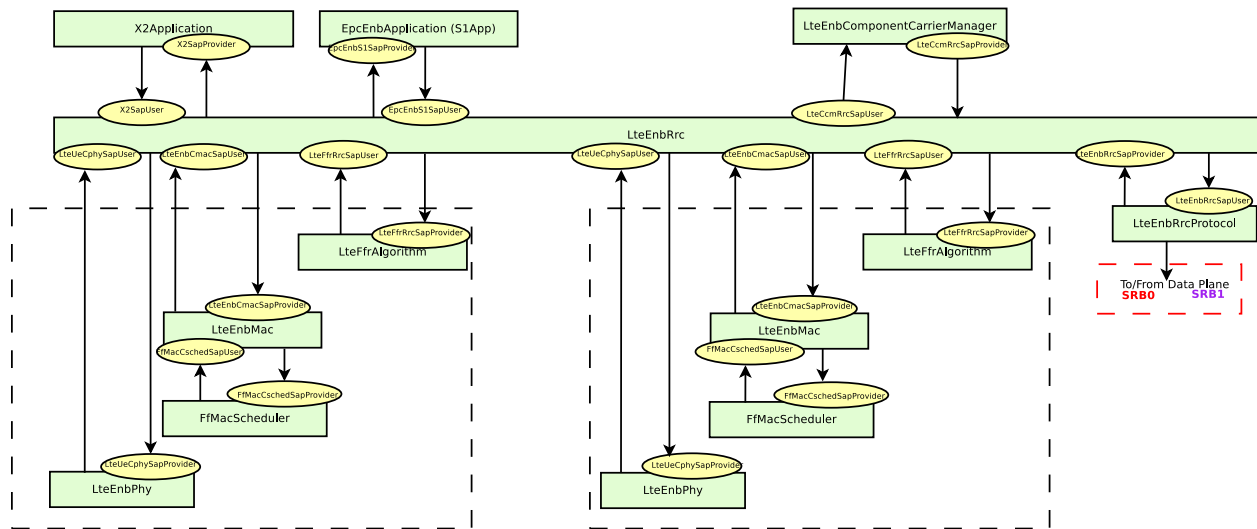 X2Application
EpcEnbApplication (S1App)
LteEnbComponentCarrierManager
X2SapProvider
EpcEnbS1SapProvider
LteCcmRrcSapProvider
X2SapUser
EpcEnbS1SapUser
LteCcmRrcSapUser
LteEnbRrc
LteUeCphySapUser
LteEnbCmacSapUser
LteFfrRrcSapUser
LteUeCphySapUser
LteEnbCmacSapUser
LteFfrRrcSapUser
LteEnbRrcSapProvider
LteEnbRrcSapUser
LteEnbRrcProtocol
LteFfrRrcSapProvider
LteFfrAlgorithm
LteFfrRrcSapProvider
LteFfrAlgorithm
To/From Data Plane
SRB0
SRB1
LteEnbCmacSapProvider
LteEnbMac
FfMacCschedSapUser
LteEnbCmacSapProvider
LteEnbMac
FfMacCschedSapUser
FfMacCschedSapProvider
FfMacScheduler
FfMacCschedSapProvider
FfMacScheduler
LteUeCphySapProvider
LteEnbPhy
LteUeCphySapProvider
LteEnbPhy